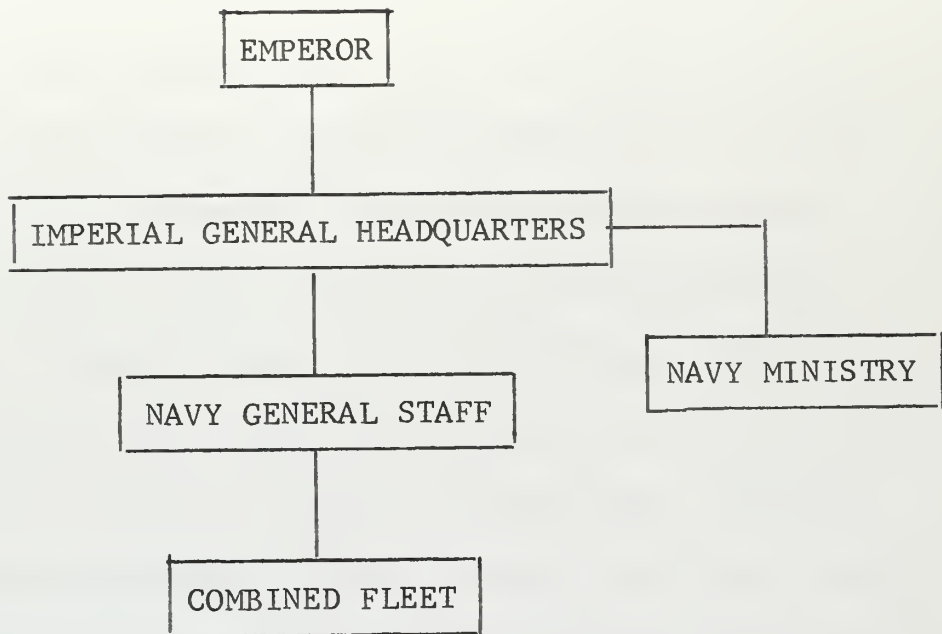 EMPEROR
IMPERIAL GENERAL HEADQUARTERS
NAVY MINISTRY
NAVY GENERAL STAFF
COMBINED FLEET